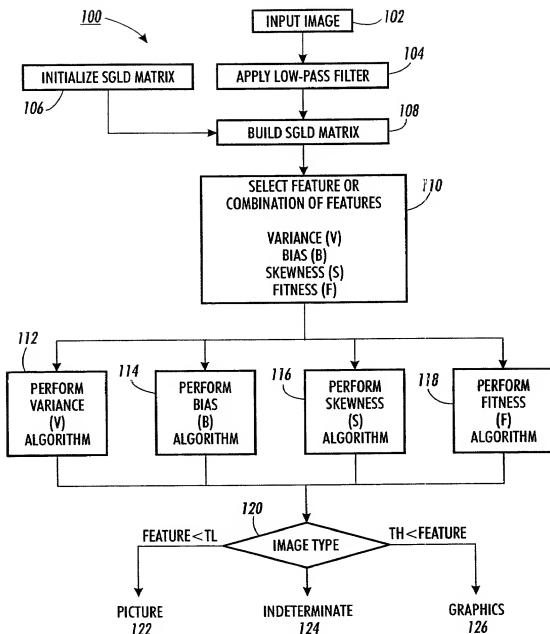 100
INPUT IMAGE
102
INITIALIZE SGLD MATRIX
106
APPLY LOW-PASS FILTER
104
BUILD SGLD MATRIX
108
SELECT FEATURE OR
COMBINATION OF FEATURES
VARIANCE (V)
BIAS (B)
SKEWNESS (S)
FITNESS (F)
110
112
PERFORM
VARIANCE
(V)
ALGORITHM
114
PERFORM
BIAS
(B)
ALGORITHM
116
PERFORM
SKEWNESS
(S)
ALGORITHM
118
PERFORM
FITNESS
(F)
ALGORITHM
120
FEATURE<TL
IMAGE TYPE
TH<FEATURE
PICTURE
122
INDETERMINATE
124
GRAPHICS
126